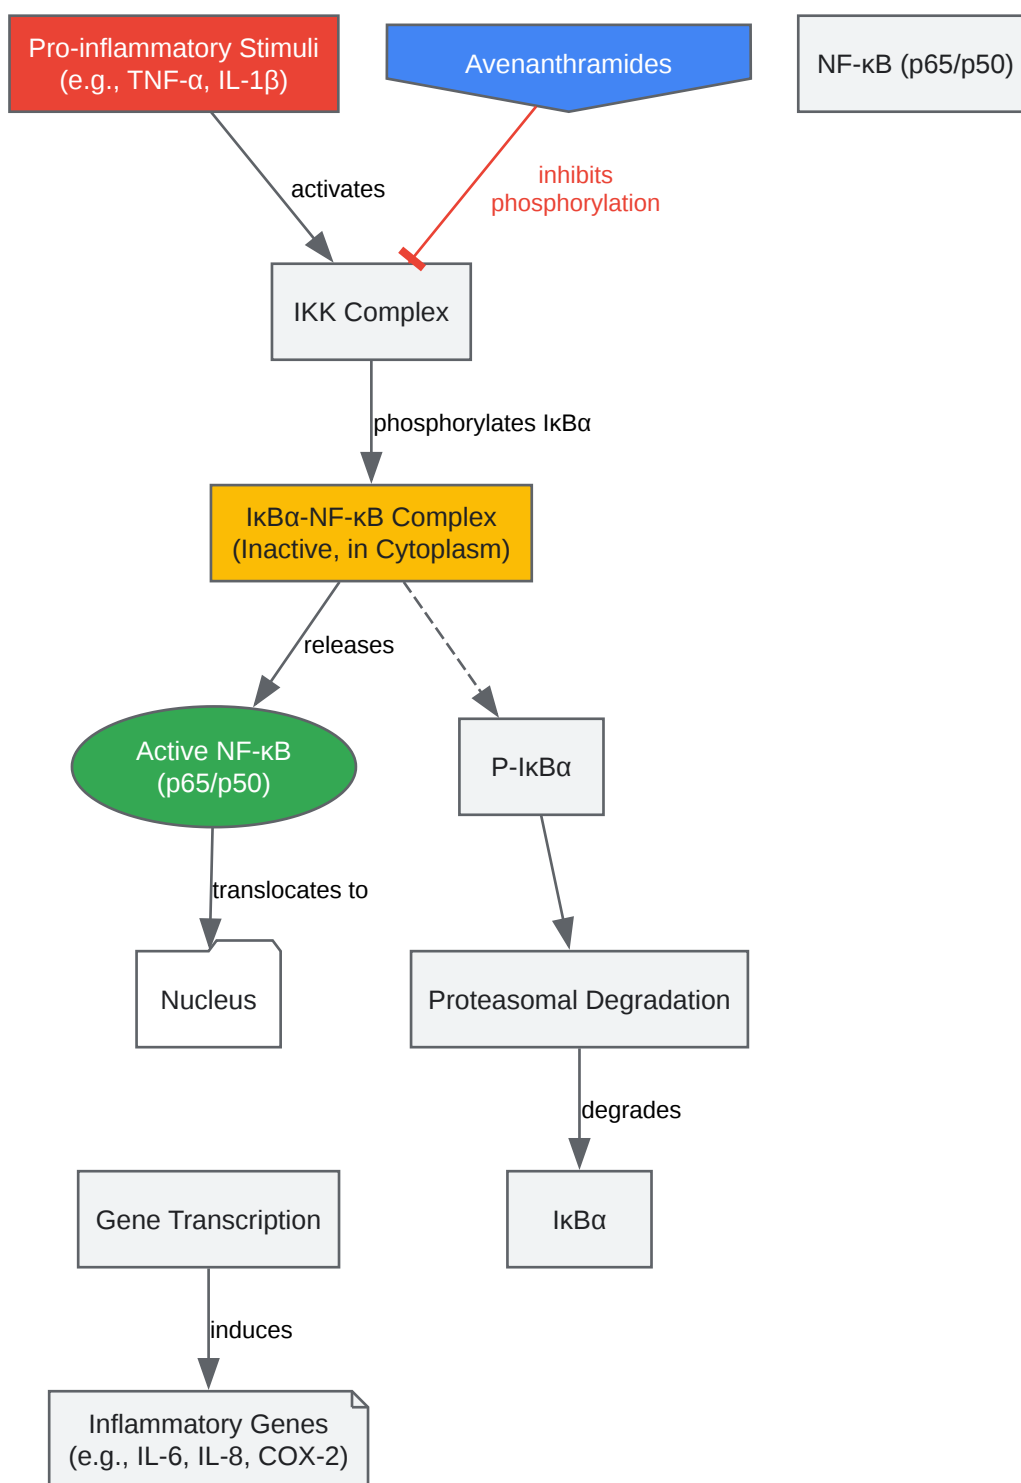 Pro-inflammatory Stimuli
(e.g., TNF-α, IL-1β)
Avenanthramides
NF-κB (p65/p50)
activates
inhibits
phosphorylation
IKK Complex
phosphorylates IκBα
IκBα-NF-κB Complex
(Inactive, in Cytoplasm)
releases
Active NF-κB
(p65/p50)
P-IκBα
translocates to
Nucleus
Proteasomal Degradation
degrades
Gene Transcription
IκBα
induces
Inflammatory Genes
(e.g., IL-6, IL-8, COX-2)